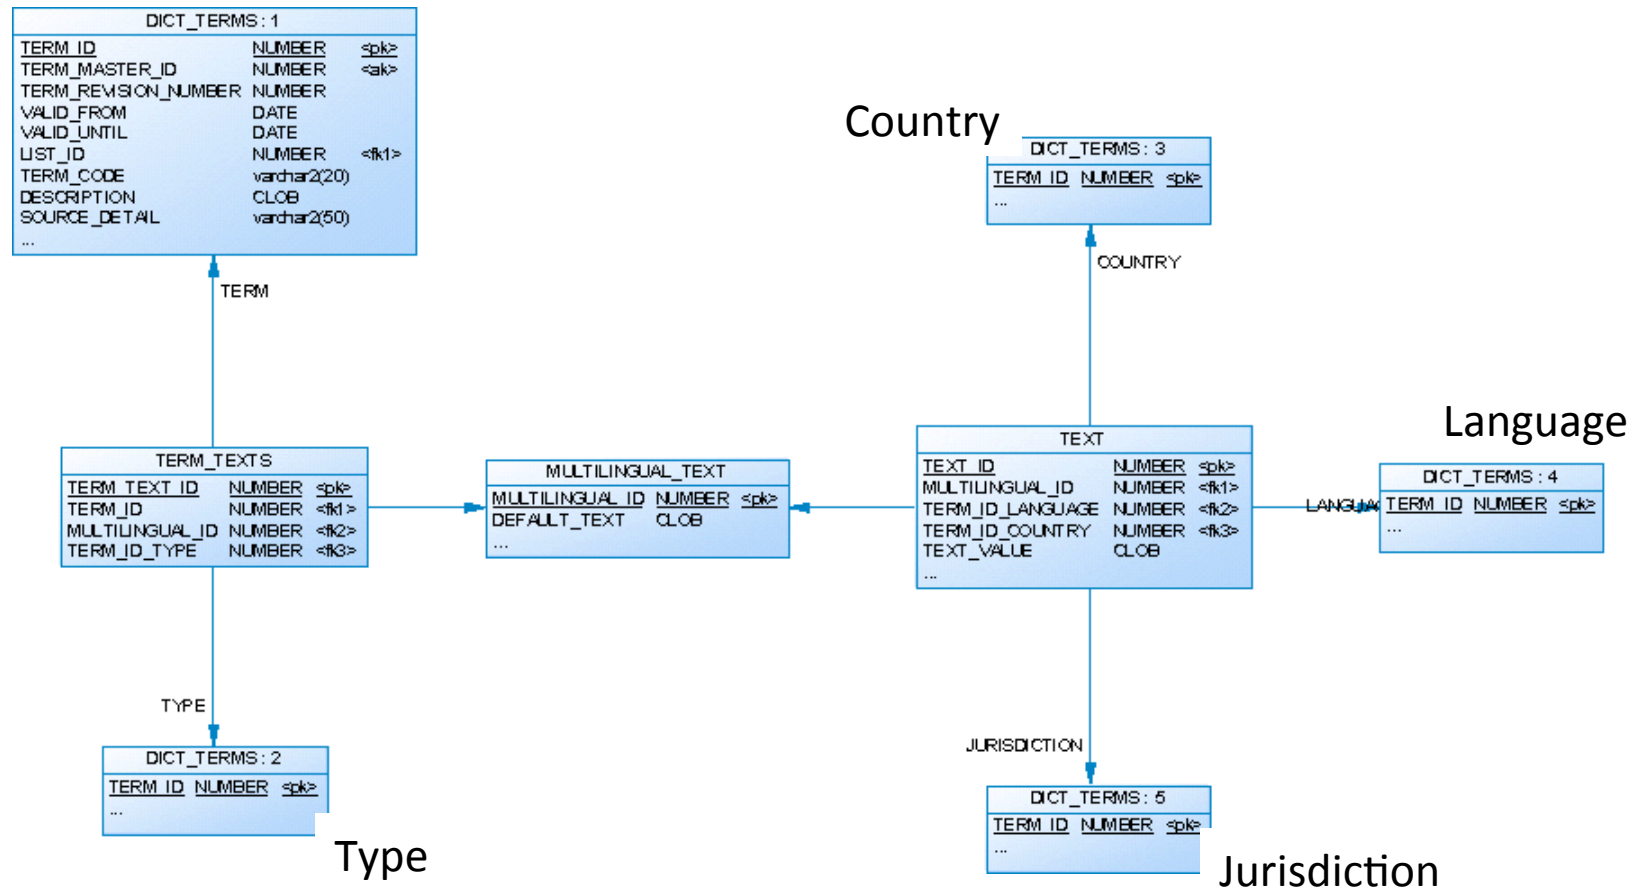 DICT_TERMS : 1
TERM_ID NUMBER <pk>
TERM_MASTER_ID NUMBER <ak>
TERM_REVISION_NUMBER NUMBER
VALID_FROM DATE
VALID_UNTIL DATE
LIST_ID NUMBER <fk1>
TERM_CODE varchar2(20)
DESCRIPTION CLOB
SOURCE_DETAIL varchar2(50)
...
TERM
Country
DICT_TERMS : 3
TERM_ID NUMBER <pk>
...
COUNTRY
TERM_TEXTS
TERM_TEXT_ID NUMBER <pk>
TERM_ID NUMBER <fk1>
MULTILINGUAL_ID NUMBER <fk2>
TERM_ID_TYPE NUMBER <fk3>
MULTILINGUAL_TEXT
MULTILINGUAL_ID NUMBER <pk>
DEFAULT_TEXT CLOB
...
TEXT
TEXT_ID NUMBER <pk>
MULTILINGUAL_ID NUMBER <fk1>
TERM_ID_LANGUAGE NUMBER <fk2>
TERM_ID_COUNTRY NUMBER <fk3>
TEXT_VALUE CLOB
...
Language
LANGUAG
DICT_TERMS : 4
TERM_ID NUMBER <pk>
...
TYPE
DICT_TERMS : 2
TERM_ID NUMBER <pk>
...
Type
JURISDICTION
DICT_TERMS : 5
TERM_ID NUMBER <pk>
...
Jurisdiction